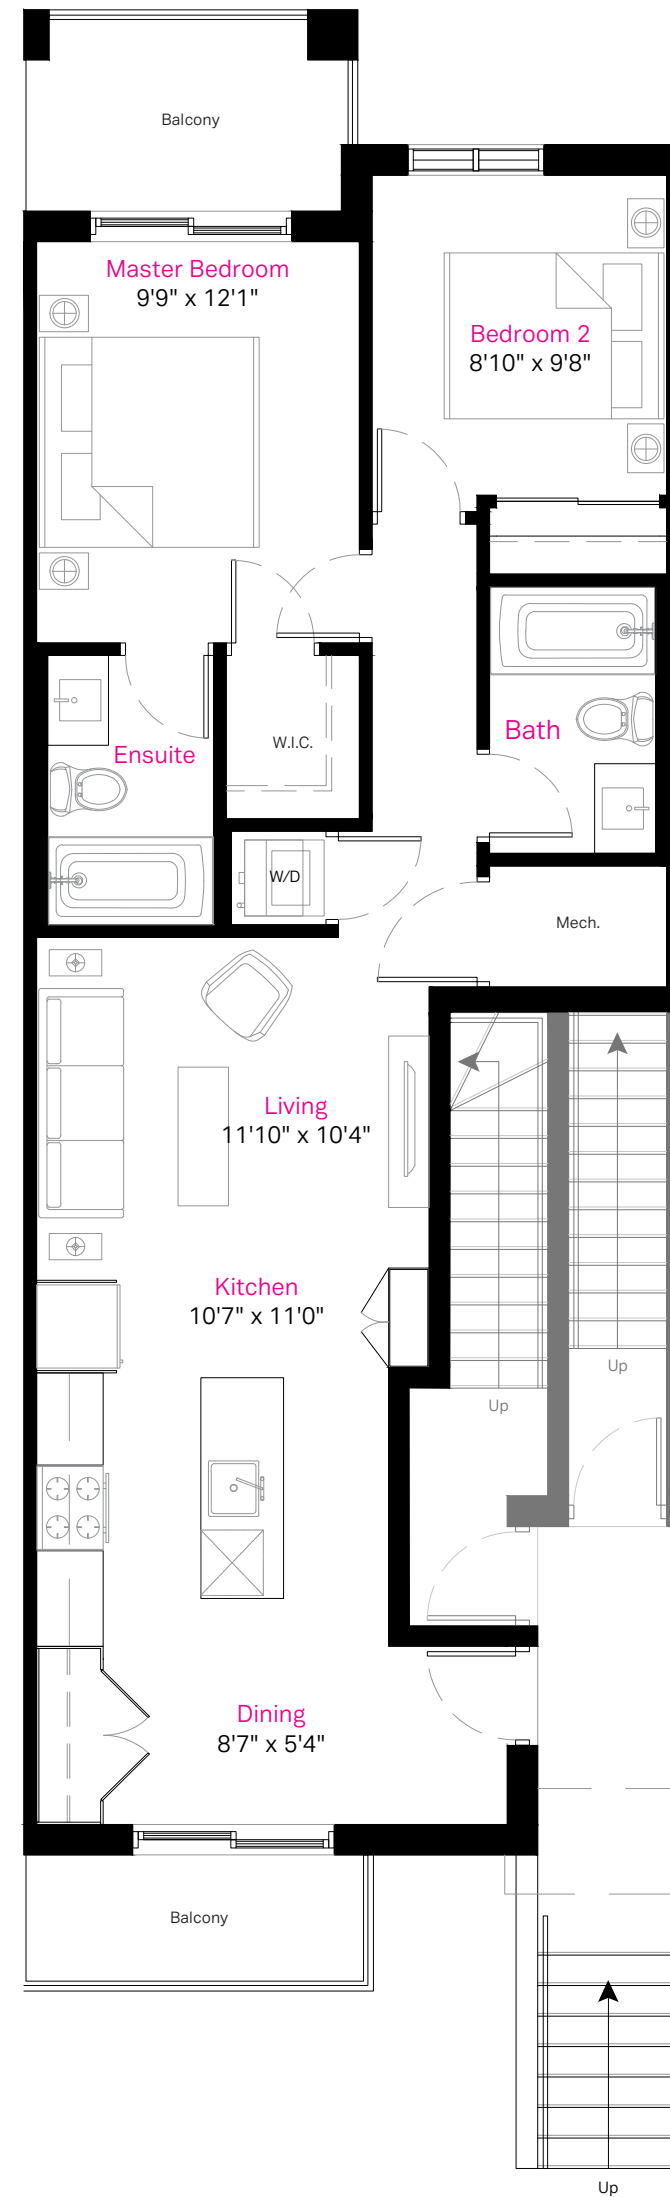 Balcony
Master Bedroom
9'9" x 12'1"
Bedroom 2
8'10" x 9'8"
Bath
W.I.C.
Ensuite
W/D
Mech.
Living
11'10" x 10'4"
Kitchen
10'7" x 11'0"
Up
Up
Dining
8'7" x 5'4"
Balcony
Up